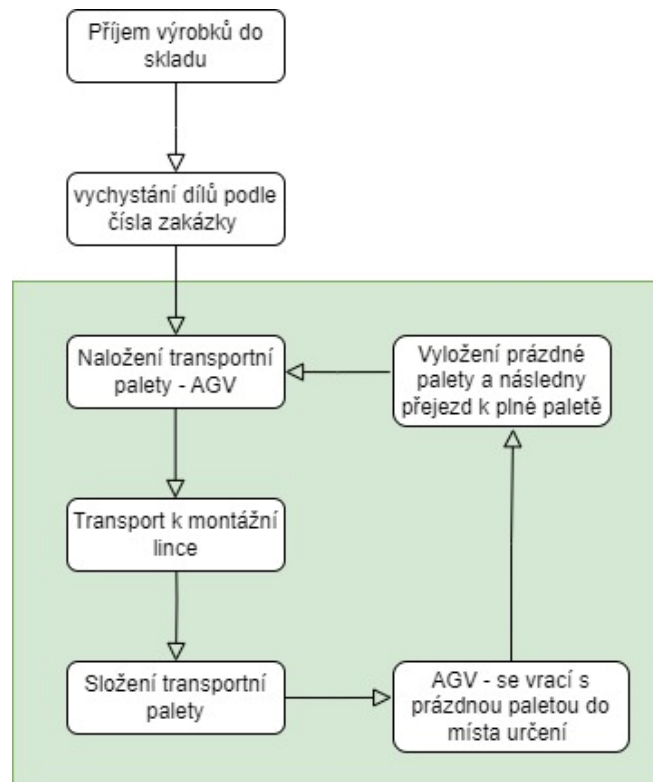 Příjem výrobků do
skladu
vychystání dílů podle
čísla zakázky
Naložení transportní
palety - AGV
Vyložení prázdné
palety a následny
přejezd k plné paletě
Transport k montážní
lince
Složení transportní
palety
AGV - se vrací s
prázdnou paletou do
místa určení